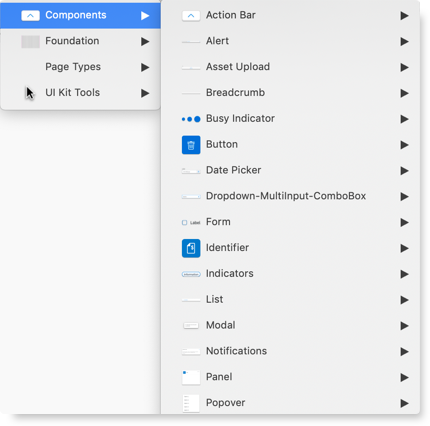 Components
Foundation
Page Types
UI Kit Tools
Action Bar
Alert
Asset Upload
Breadcrumb
Busy Indicator
Button
Date Picker
Dropdown-MultiInput-ComboBox
Label
Form
Identifier
Indicators
List
Modal
Notifications
Panel
Popover